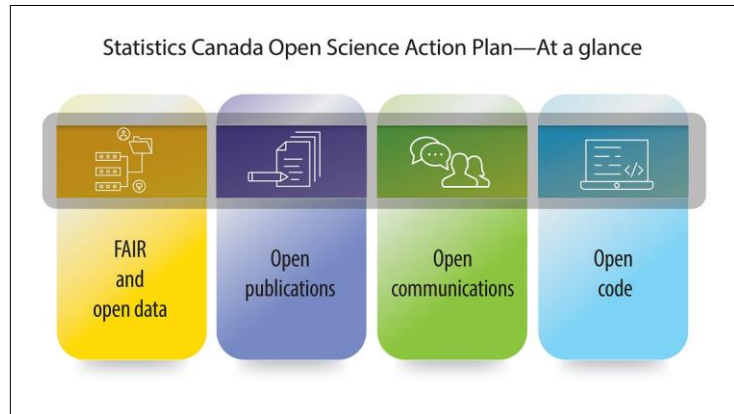 Statistics Canada Open Science Action Plan—At a glance
</>
FAIR
and
open data
Open
publications
Open
communications
Open
code